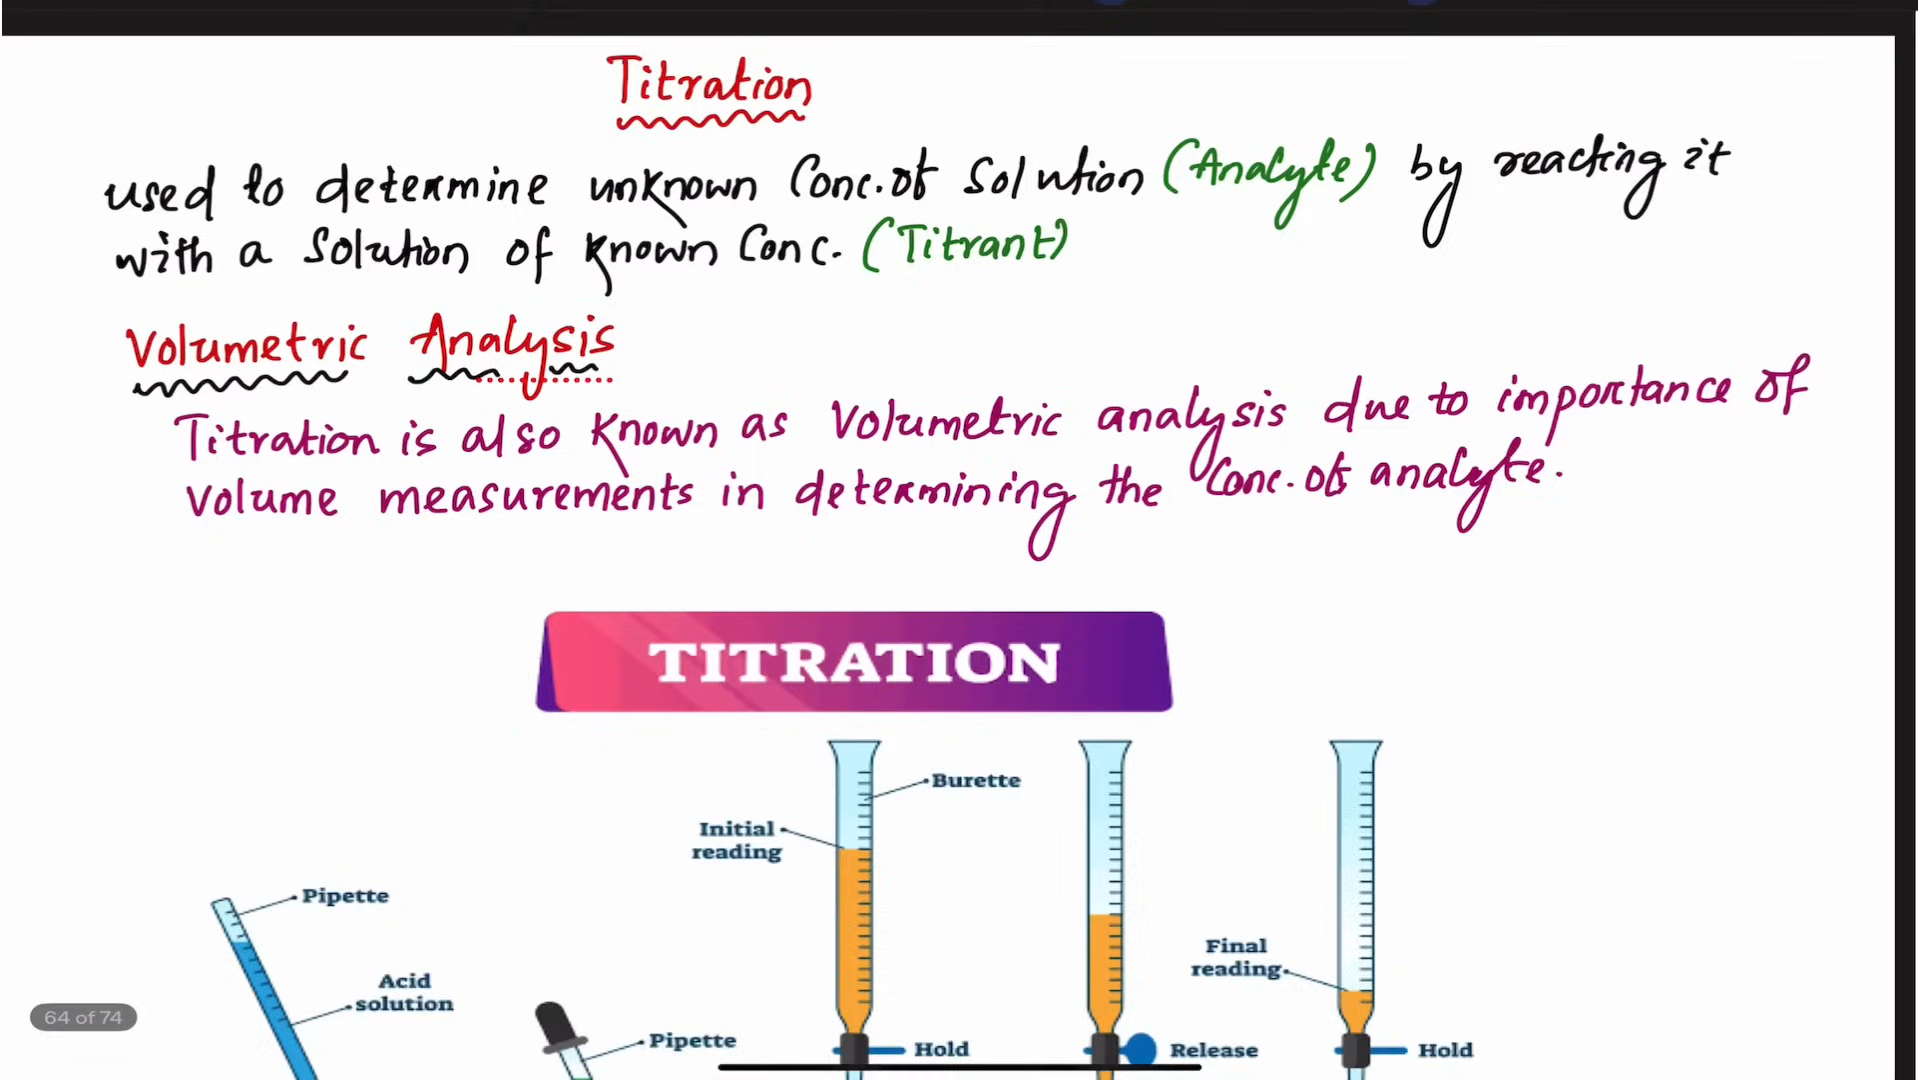 Titration
used to determine unknown Conc. of Solution (Analyte) by reacting it
with a Solution of Known Conc. (Titrant)
Volumetric Analysis
Titration is also Known as Volumetric analysis due to importance of
Volume measurements in determining the Conc. of analyte.
TITRATION
Burette
Initial
reading
Pipette
Final
reading
Acid
solution
64 of 74
Pipette
Hold
Release
Hold